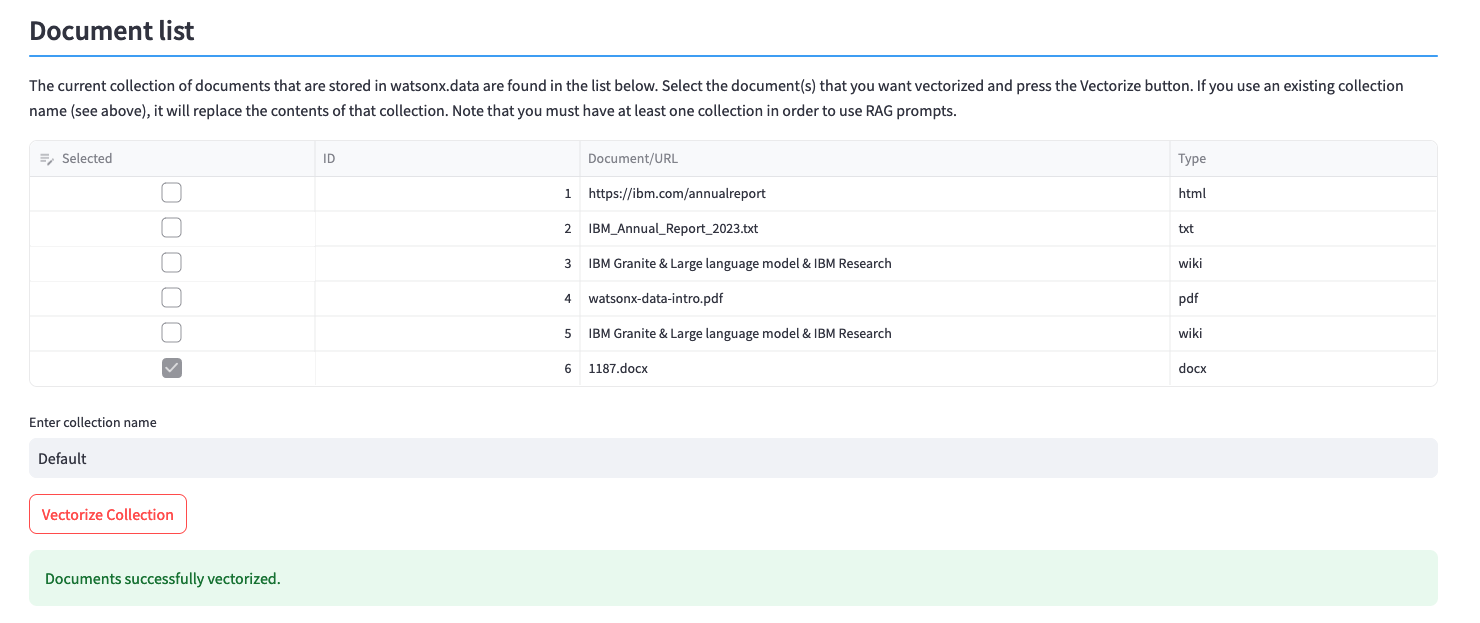 Document list
The current collection of documents that are stored in watsonx.data are found in the list below. Select the document(s) that you want vectorized and press the Vectorize button. If you use an existing collection
name (see above), it will replace the contents of that collection. Note that you must have at least one collection in order to use RAG prompts.
Selected ID Document/URL Type
1 https://ibm.com/annualreport html
2 IBM_Annual_Report_2023.txt txt
3 IBM Granite & Large language model & IBM Research wiki
4 watsonx-data-intro.pdf pdf
5 IBM Granite & Large language model & IBM Research wiki
6 1187.docx docx
Enter collection name
Default
Vectorize Collection
Documents successfully vectorized.